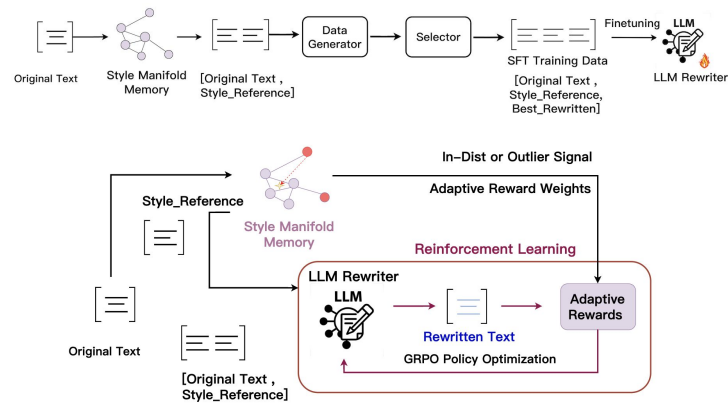 Original Text
Style Manifold
Memory
[Original Text ,
Style_Reference]
Data
Generator
Selector
SFT Training Data
[Original Text ,
Style_Reference,
Best_Rewritten]
Finetuning
LLM
LLM Rewriter
In-Dist or Outlier Signal
Adaptive Reward Weights
Style_Reference
Style Manifold
Memory
Reinforcement Learning
LLM Rewriter
LLM
Rewritten Text
Adaptive
Rewards
GRPO Policy Optimization
Original Text
[Original Text ,
Style_Reference]